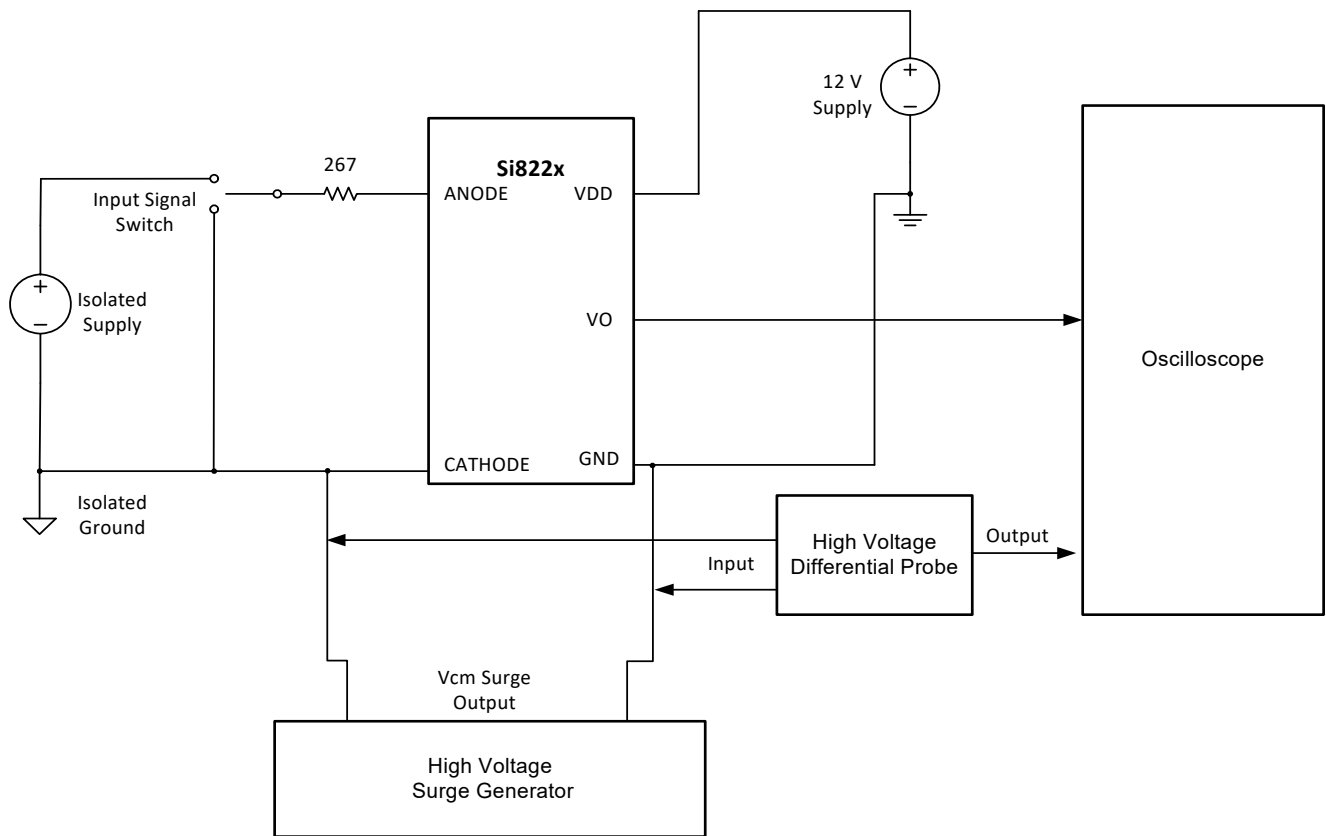 12 V
Supply
+
−
Si822x
267
ANODE
VDD
Input Signal
Switch
+
−
Isolated
Supply
VO
Oscilloscope
CATHODE
GND
Isolated
Ground
High Voltage
Differential Probe
Input
Output
Vcm Surge
Output
High Voltage
Surge Generator